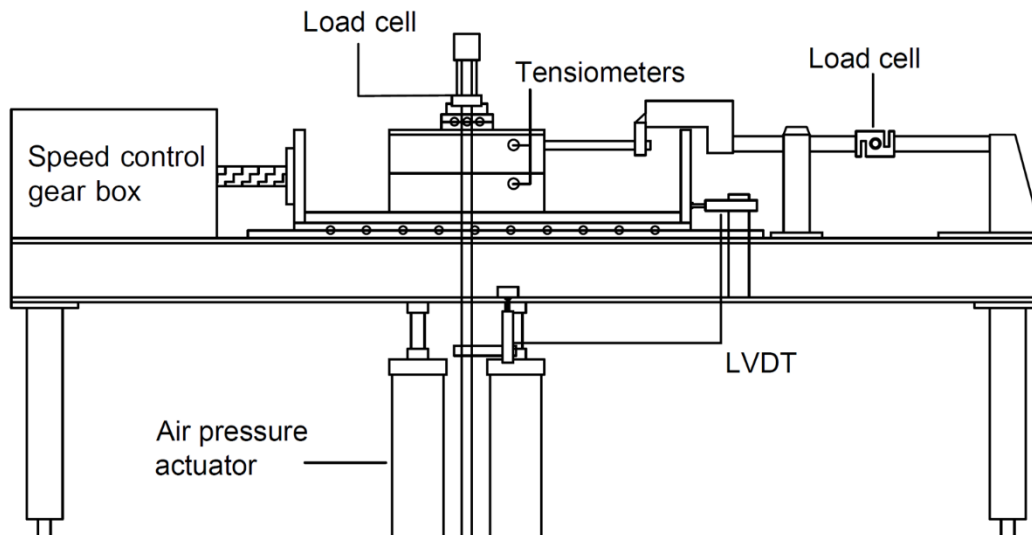 Load cell
Tensiometers
Load cell
Speed control
gear box
LVDT
Air pressure
actuator